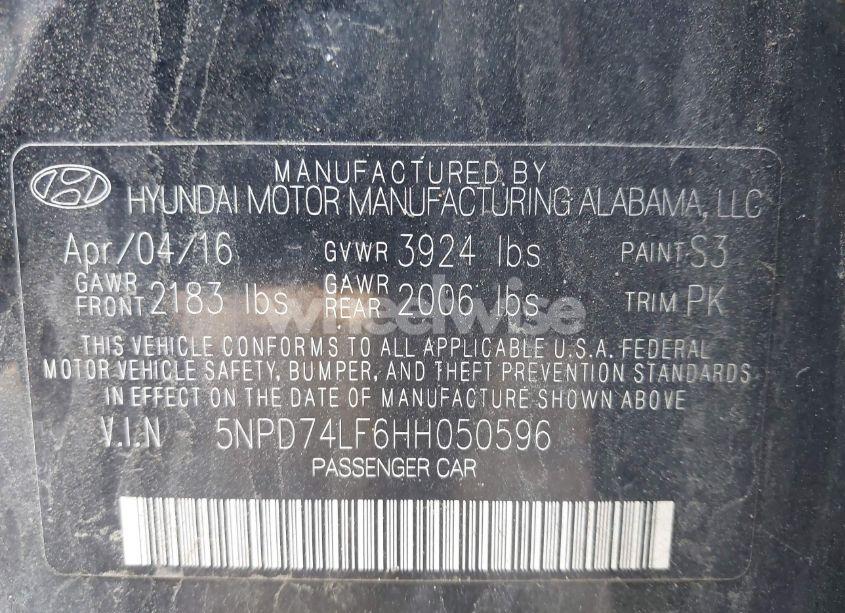 MANUFACTURED BY
HYUNDAI MOTOR MANUFACTURING ALABAMA, LLC
Apr/04/16 GVWR 3924 lbs PAINT S3
GAWR FRONT 2183 lbs GAWR REAR 2006 lbs TRIM PK
wheelwise
THIS VEHICLE CONFORMS TO ALL APPLICABLE U.S.A. FEDERAL
MOTOR VEHICLE SAFETY, BUMPER, AND THEFT PREVENTION STANDARDS
IN EFFECT ON THE DATE OF MANUFACTURE SHOWN ABOVE
V.I.N 5NPD74LF6HH050596
PASSENGER CAR